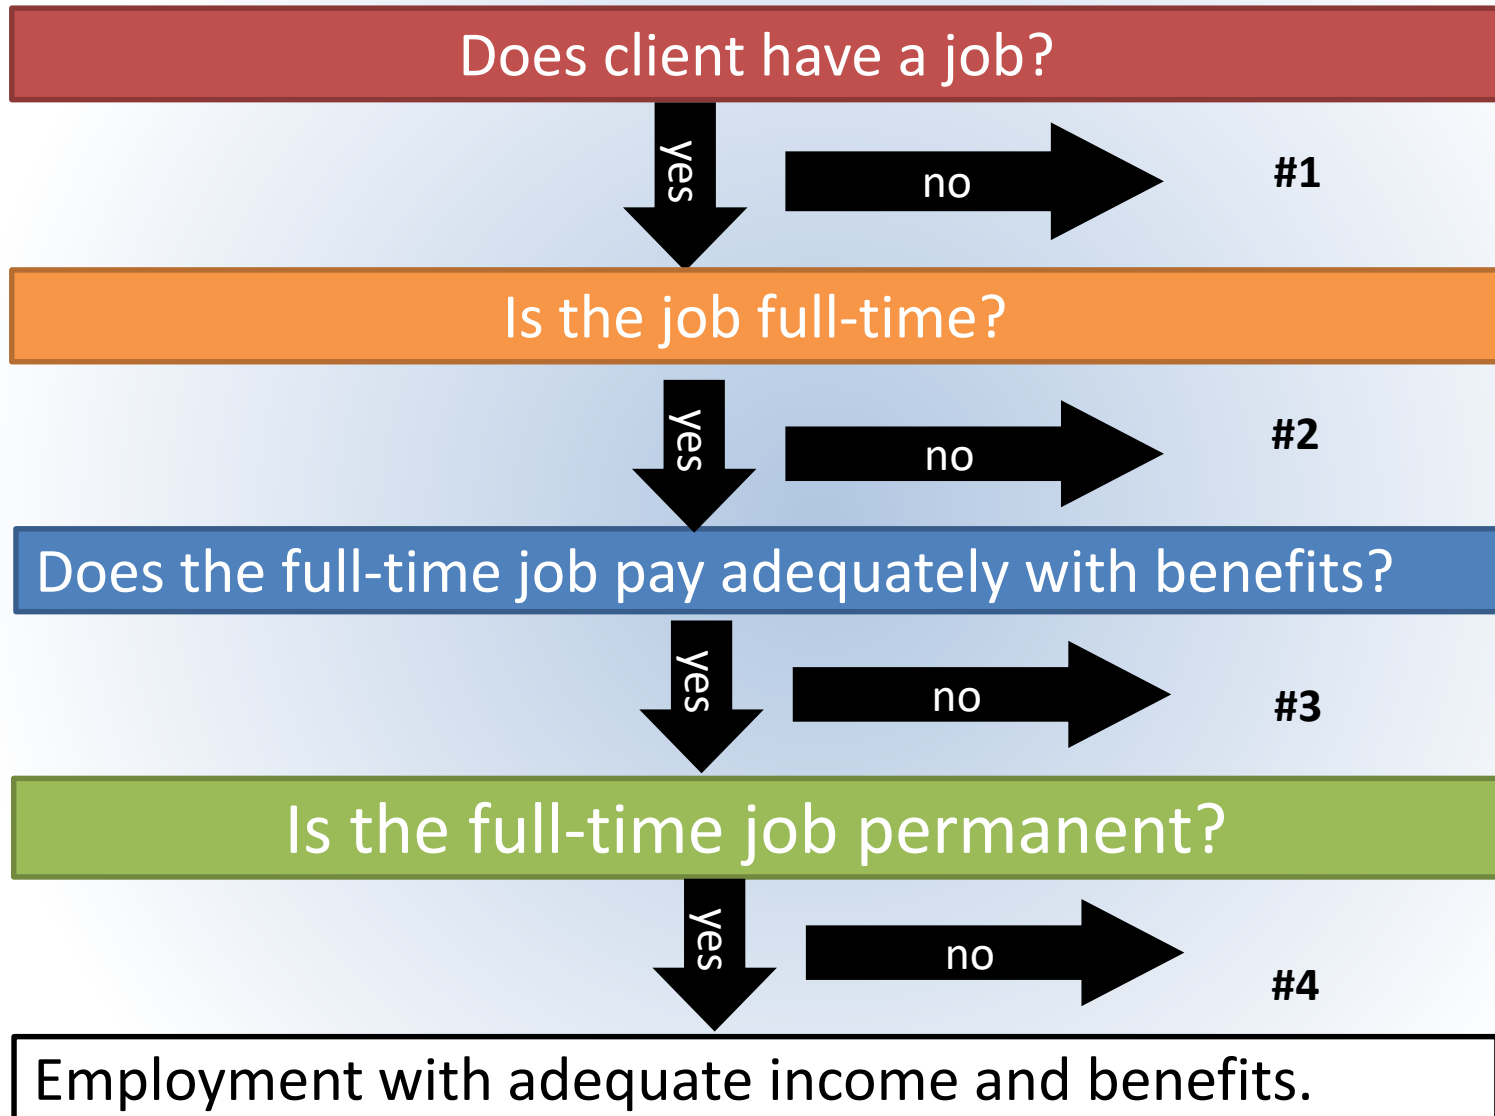 Does client have a job?
yes
no
#1
Is the job full-time?
yes
no
#2
Does the full-time job pay adequately with benefits?
yes
no
#3
Is the full-time job permanent?
yes
no
#4
Employment with adequate income and benefits.